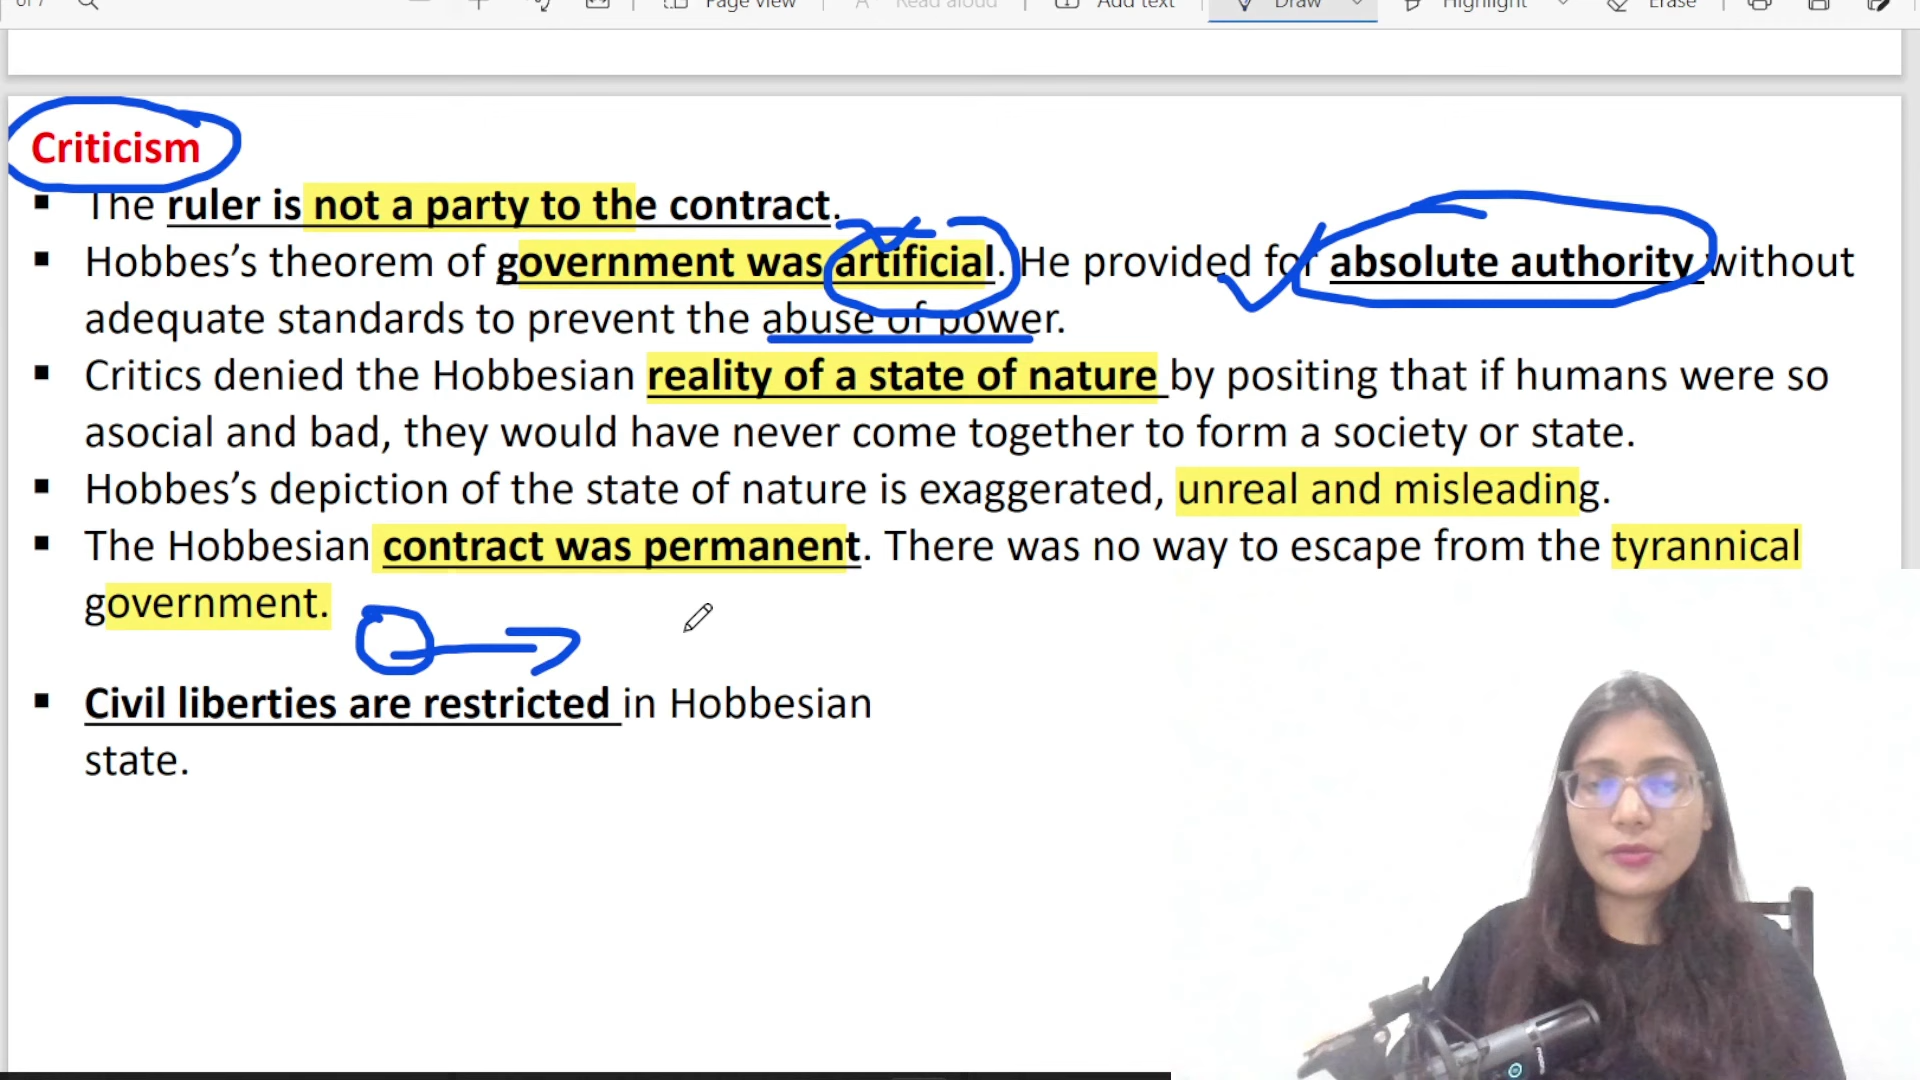 Page view
Read aloud
Add text
Draw
Highlight
Erase
Criticism
▪ The ruler is not a party to the contract.
▪ Hobbes’s theorem of government was artificial. He provided for absolute authority without
adequate standards to prevent the abuse of power.
▪ Critics denied the Hobbesian reality of a state of nature by positing that if humans were so
asocial and bad, they would have never come together to form a society or state.
▪ Hobbes’s depiction of the state of nature is exaggerated, unreal and misleading.
▪ The Hobbesian contract was permanent. There was no way to escape from the tyrannical
government.
▪ Civil liberties are restricted in Hobbesian
state.